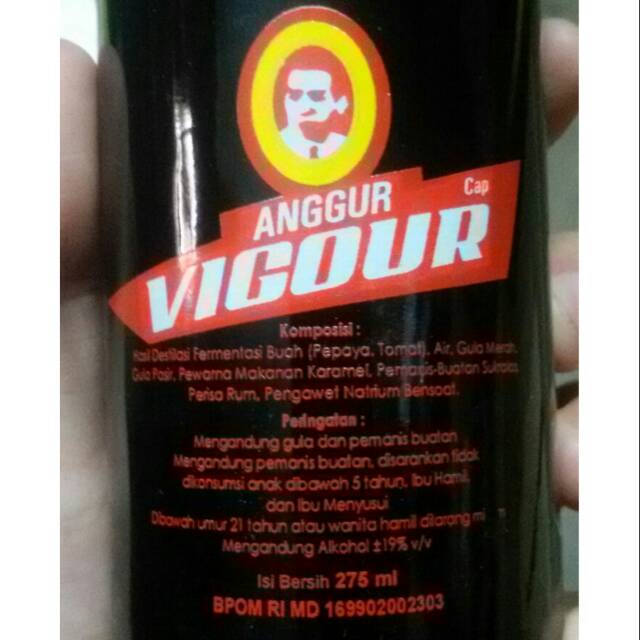 ANGGUR
Cap
VIGOUR
Komposisi :
Hasil Destilasi Fermentasi Buah (Pepaya, Tomat), Air, Gula Merah,
Gula Pasir, Pewarna Makanan Karamel, Pemanis Buatan Sukralosa,
Perisa Rum, Pengawet Natrium Bensoat.
Peringatan :
Mengandung gula dan pemanis buatan
Mengandung pemanis buatan, disarankan tidak
dikonsumsi anak dibawah 5 tahun, Ibu Hamil
dan Ibu Menyusui
Dibawah umur 21 tahun atau wanita hamil dilarang
Mengandung Alkohol ±19% v/v
Isi Bersih 275 ml
BPOM RI MD 169902002303